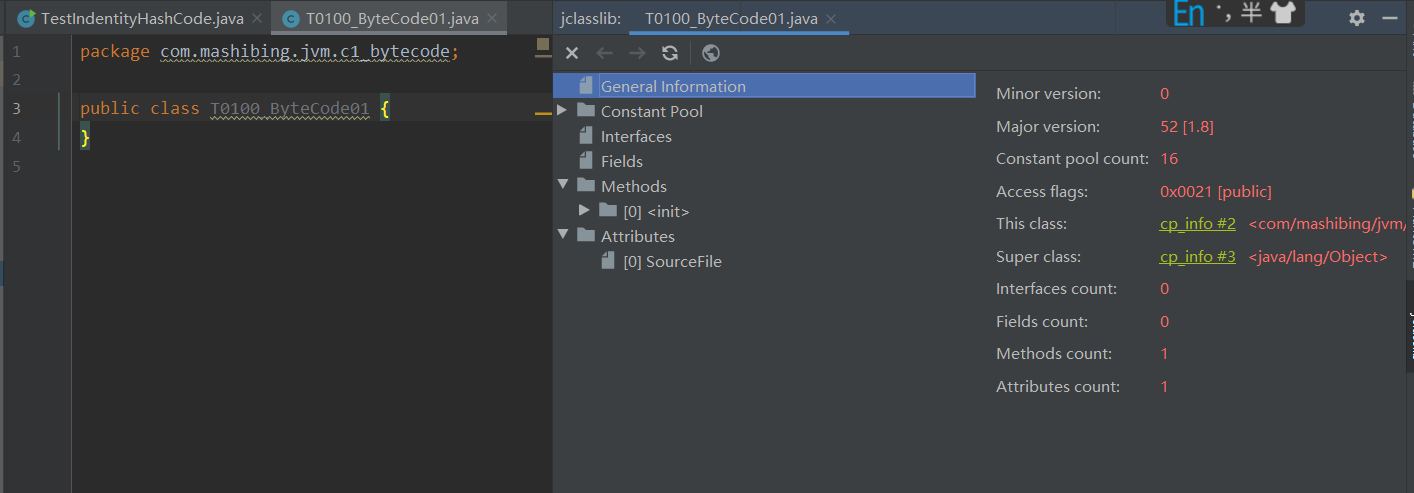 TestIndentityHashCode.java
T0100_ByteCode01.java
1 package com.mashibing.jvm.c1_bytecode;
2
3 public class T0100_ByteCode01 {
4 }
5
jclasslib: T0100_ByteCode01.java
En 半
General Information
Constant Pool
Interfaces
Fields
Methods
[0] <init>
Attributes
[0] SourceFile
Minor version: 0
Major version: 52 [1.8]
Constant pool count: 16
Access flags: 0x0021 [public]
This class: cp_info #2 <com/mashibing/jvm/
Super class: cp_info #3 <java/lang/Object>
Interfaces count: 0
Fields count: 0
Methods count: 1
Attributes count: 1